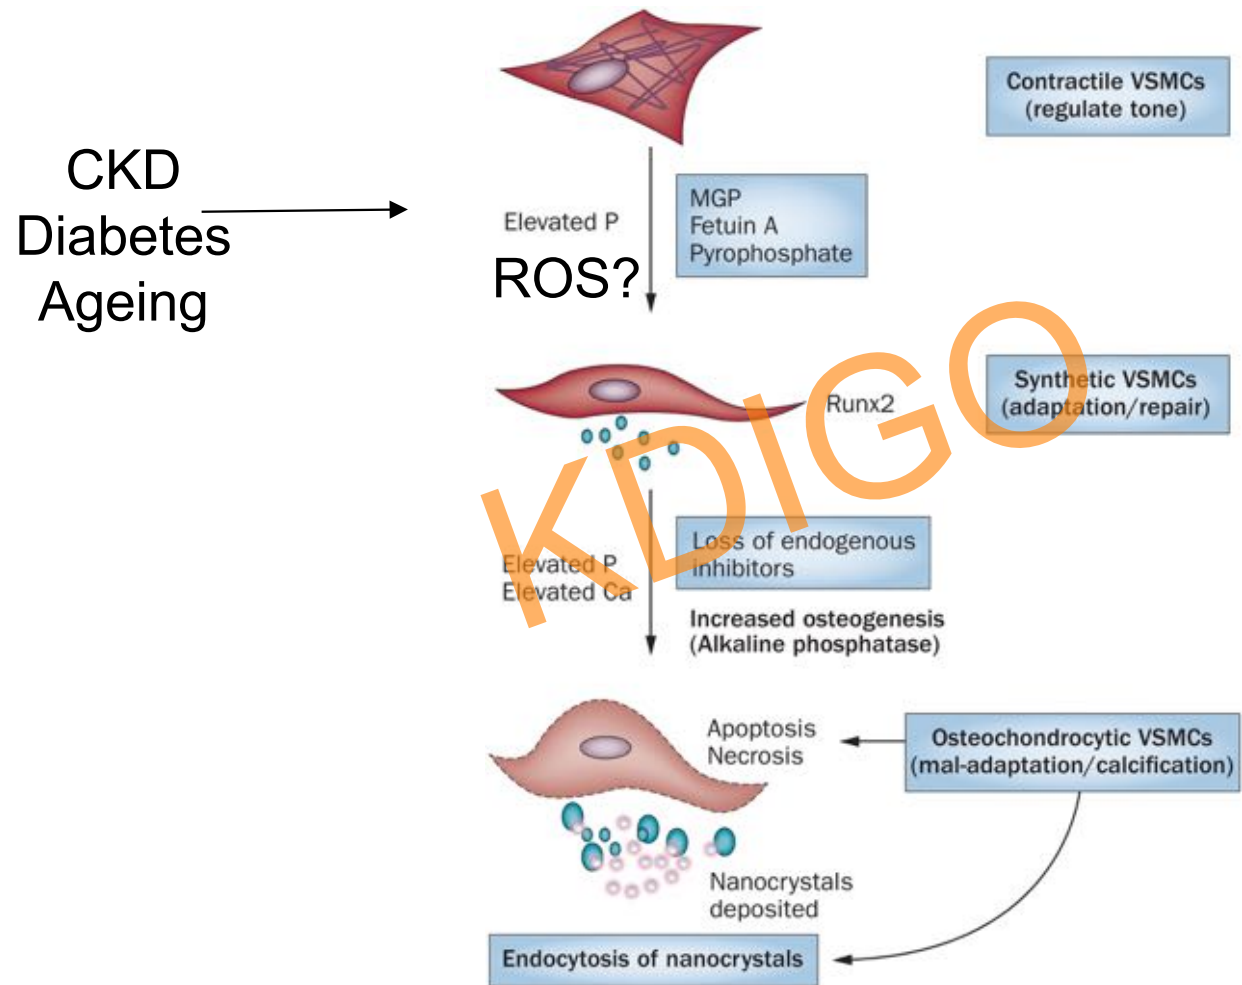 Contractile VSMCs
(regulate tone)
CKD
Diabetes
Ageing
Elevated P
ROS?
MGP
Fetuin A
Pyrophosphate
Runx2
Synthetic VSMCs
(adaptation/repair)
KDIGO
Elevated P
Elevated Ca
Loss of endogenous
inhibitors
Increased osteogenesis
(Alkaline phosphatase)
Apoptosis
Necrosis
Osteochondrocytic VSMCs
(mal-adaptation/calcification)
Nanocrystals
deposited
Endocytosis of nanocrystals